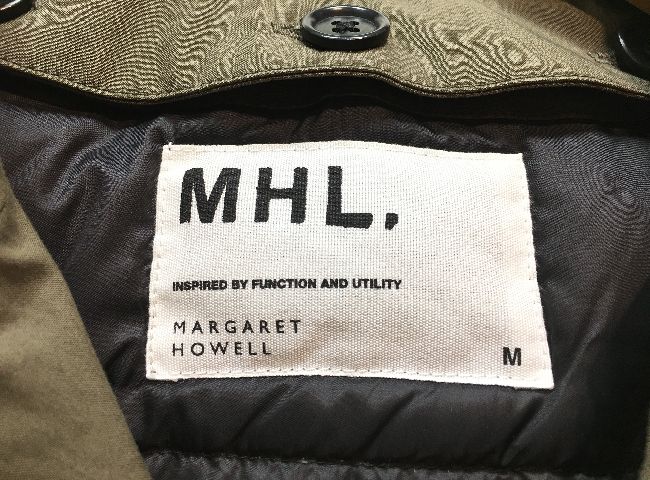 MHL.
INSPIRED BY FUNCTION AND UTILITY
MARGARET
HOWELL
M